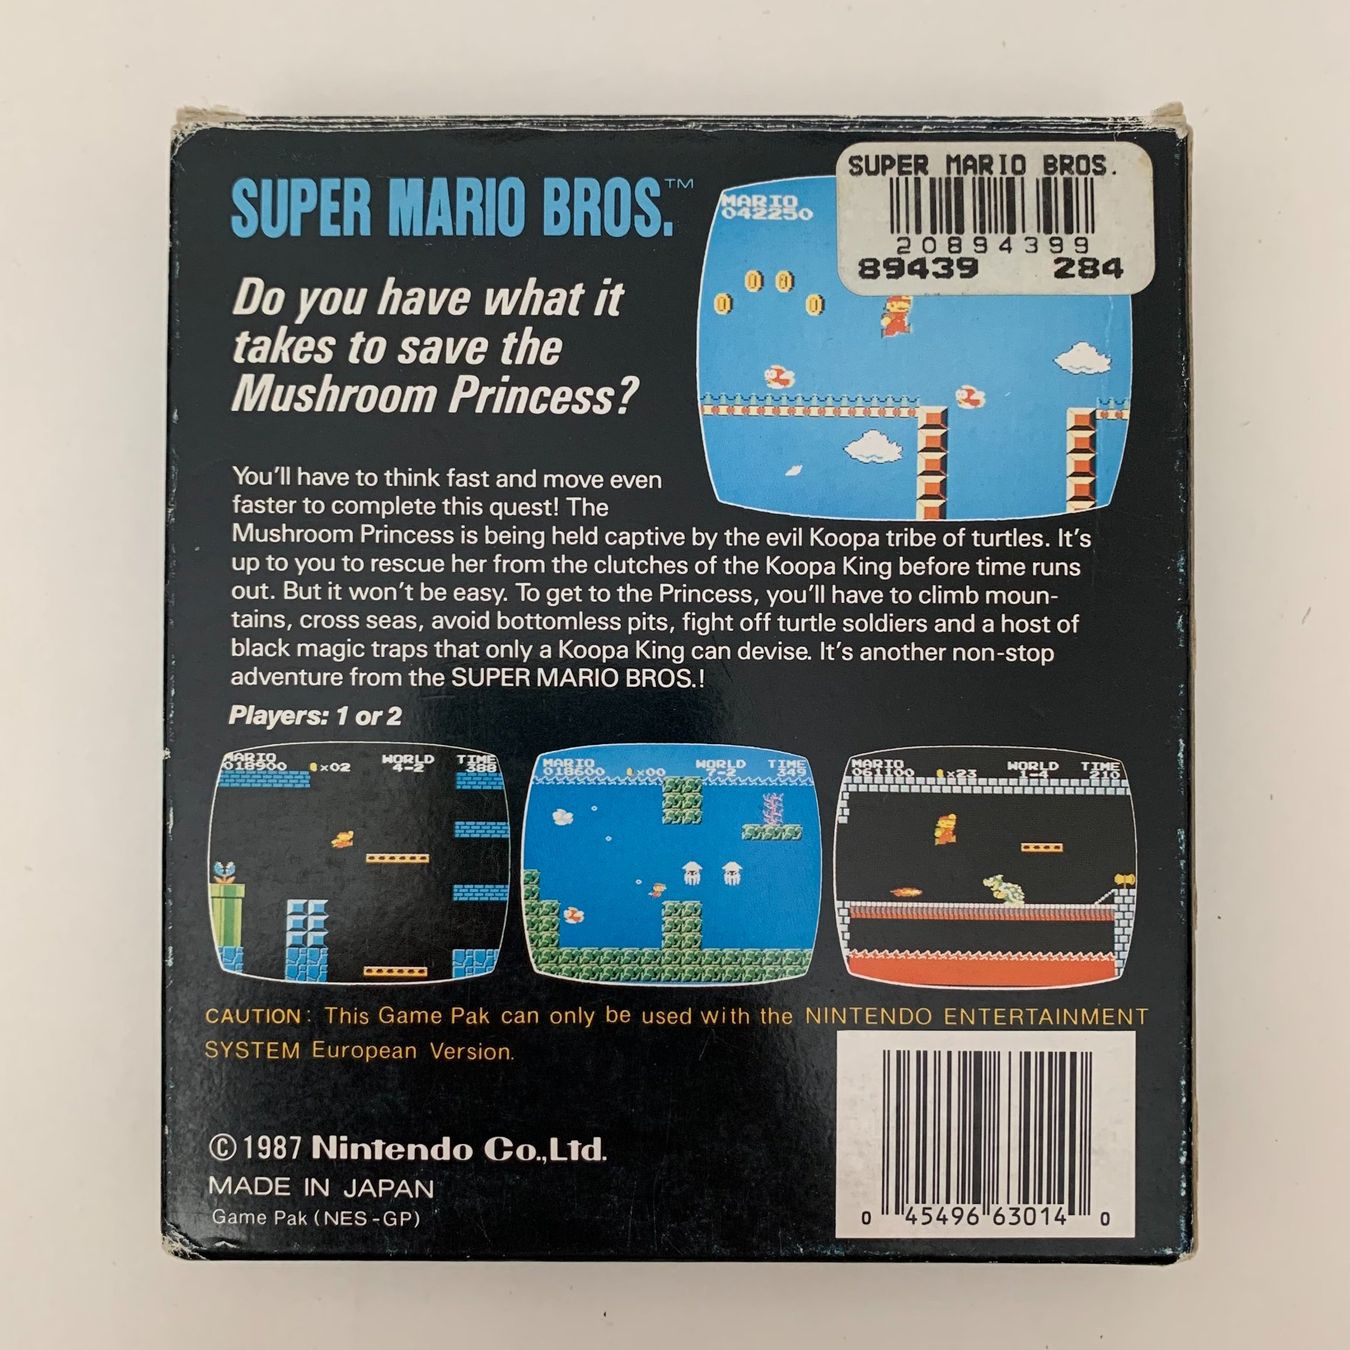 SUPER MARIO BROS.
20894399
89439 284
SUPER MARIO BROS.™
MARIO
042250
Do you have what it
takes to save the
Mushroom Princess?
You'll have to think fast and move even
faster to complete this quest! The
Mushroom Princess is being held captive by the evil Koopa tribe of turtles. It's
up to you to rescue her from the clutches of the Koopa King before time runs
out. But it won't be easy. To get to the Princess, you'll have to climb moun-
tains, cross seas, avoid bottomless pits, fight off turtle soldiers and a host of
black magic traps that only a Koopa King can devise. It's another non-stop
adventure from the SUPER MARIO BROS.!
Players: 1 or 2
MARIO WORLD TIME
018900 ×02 4-2 388
MARIO WORLD TIME
018600 ×00 7-2 349
MARIO WORLD TIME
061100 ×23 1-4 210
CAUTION: This Game Pak can only be used with the NINTENDO ENTERTAINMENT
SYSTEM European Version.
© 1987 Nintendo Co.,Ltd.
MADE IN JAPAN
Game Pak (NES-GP)
0 45496 63014 0